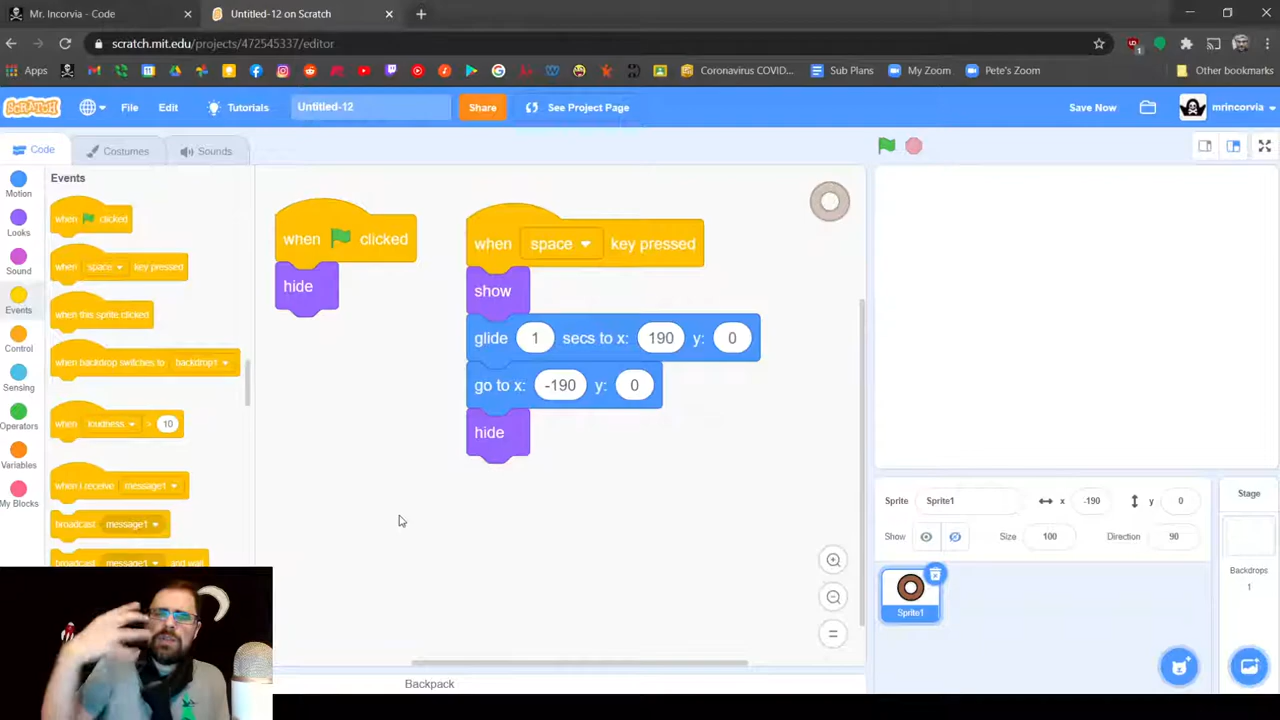 Mr. Incorvia - Code
Untitled-12 on Scratch
scratch.mit.edu/projects/472545337/editor
Apps
Coronavirus COVID...
Sub Plans
My Zoom
Pete's Zoom
Other bookmarks
SCRATCH
File
Edit
Tutorials
Untitled-12
Share
See Project Page
Save Now
mrincorvia
Code
Costumes
Sounds
Motion
Looks
Sound
Events
Control
Sensing
Operators
Variables
My Blocks
Events
when clicked
when space key pressed
when this sprite clicked
when backdrop switches to backdrop1
when loudness > 10
when I receive message1
broadcast message1
broadcast message1 and wait
when clicked
hide
when space key pressed
show
glide 1 secs to x: 190 y: 0
go to x: -190 y: 0
hide
Backpack
Sprite
Sprite1
x -190
y 0
Show
Size 100
Direction 90
Sprite1
Stage
Backdrops
1